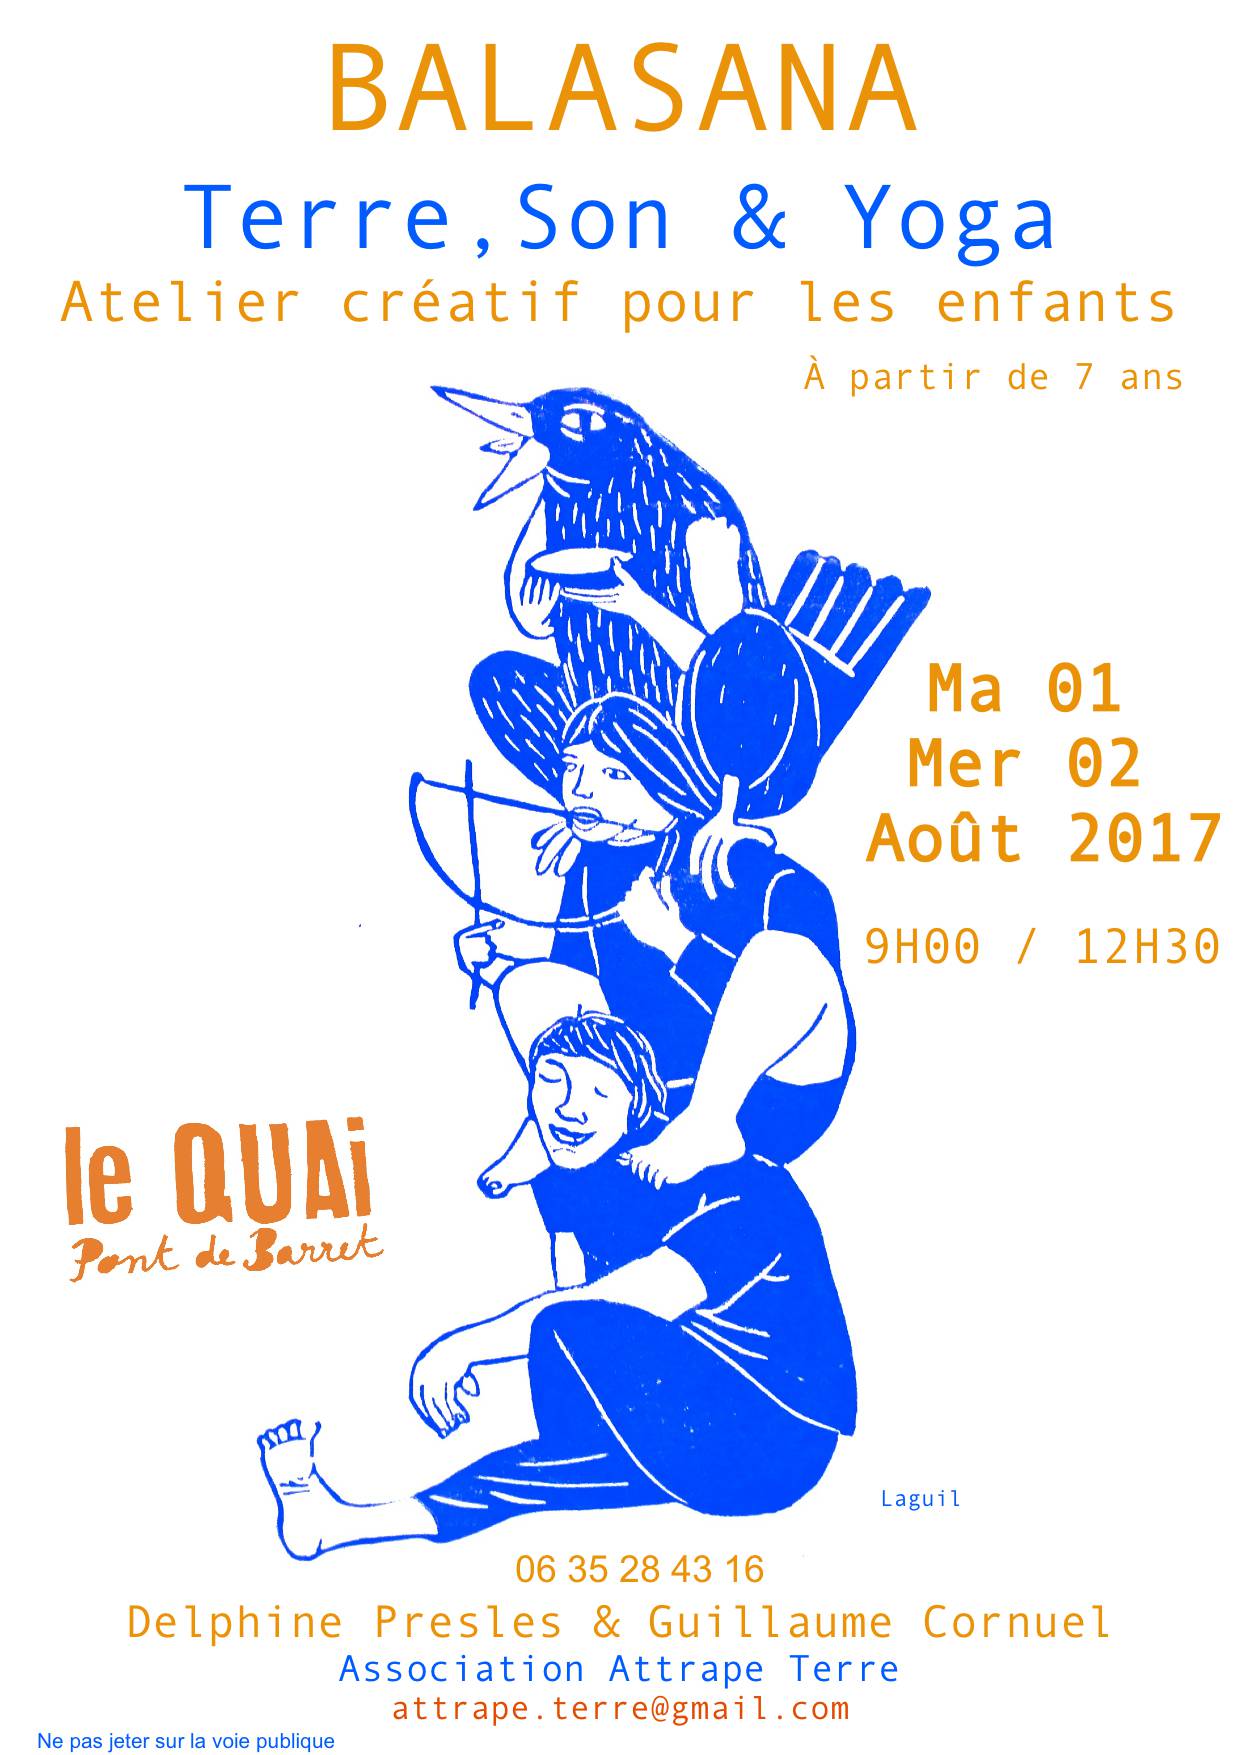 BALASANA
Terre,Son & Yoga
Atelier créatif pour les enfants
À partir de 7 ans
Ma 01
Mer 02
Août 2017
9H00 / 12H30
le QUAi
Pont de Barret
Laguil
06 35 28 43 16
Delphine Presles & Guillaume Cornuel
Association Attrape Terre
attrape.terre@gmail.com
Ne pas jeter sur la voie publique